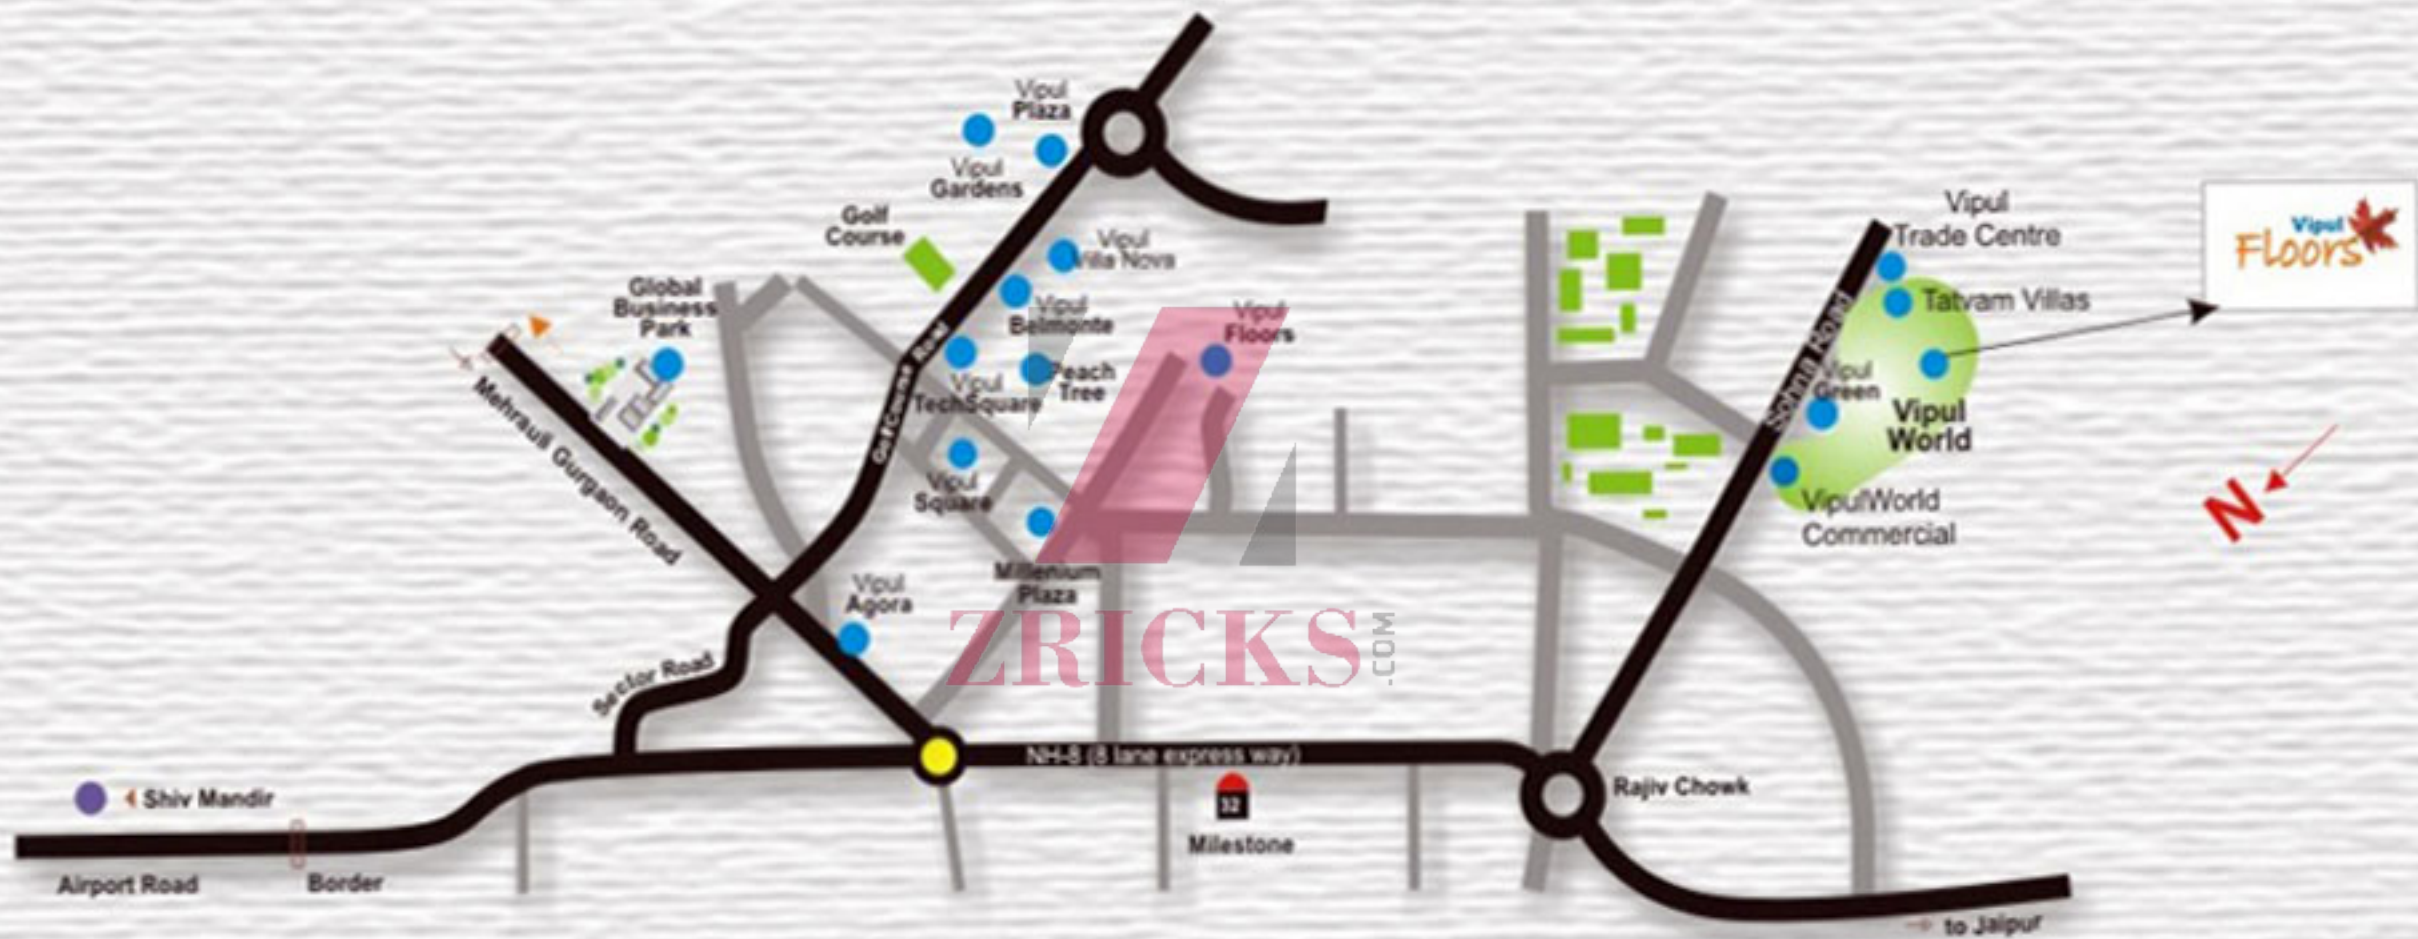 Vipul
Plaza
Vipul
Gardens
Golf
Course
Vipul
Villa Nova
Vipul
Trade Centre
Vipul
Floors
Global
Business
Park
Vipul
Belmonte
Vipul
Floors
Tatvam Villas
Golf Course Road
Sohna Road
Peach
Tree
Vipul
TechSquare
Vipul
Green
Vipul
World
Mehrauli Gurgaon Road
Vipul
Square
VipulWorld
Commercial
N
Millenium
Plaza
Vipul
Agora
ZRICKS
.COM
Sector Road
NH-8 (8 lane express way)
Rajiv Chowk
Shiv Mandir
32
Milestone
Airport Road
Border
to Jaipur